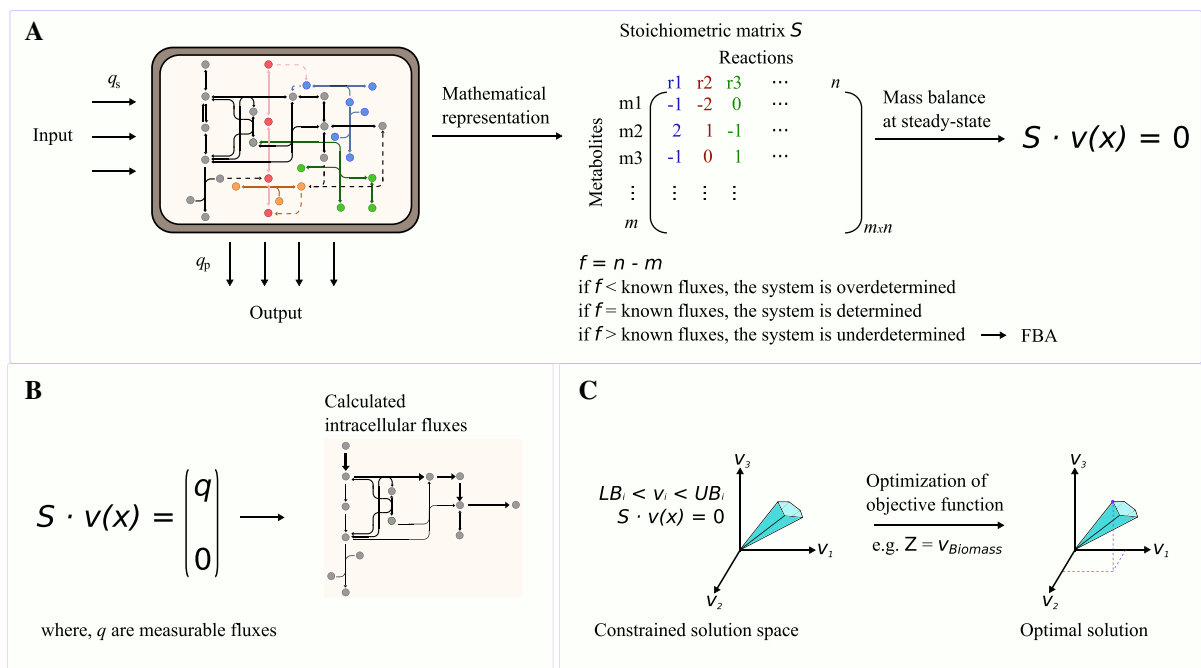 A
Stoichiometric matrix S
Reactions
r1 r2 r3 ⋯ n
Metabolites
m1 -1 -2 0 ⋯
m2 2 1 -1 ⋯
m3 -1 0 1 ⋯
⋮ ⋮ ⋮ ⋮
m
mxn
qs
Input
Mathematical
representation
Mass balance
at steady-state
S · v(x) = 0
qp
Output
f = n - m
if f < known fluxes, the system is overdetermined
if f = known fluxes, the system is determined
if f > known fluxes, the system is underdetermined → FBA
B
Calculated
intracellular fluxes
S · v(x) = (q 0)
where, q are measurable fluxes
C
LBi < vi < UBi
S · v(x) = 0
v3
v1
v2
Constrained solution space
Optimization of
objective function
e.g. Z = vBiomass
v3
v1
v2
Optimal solution